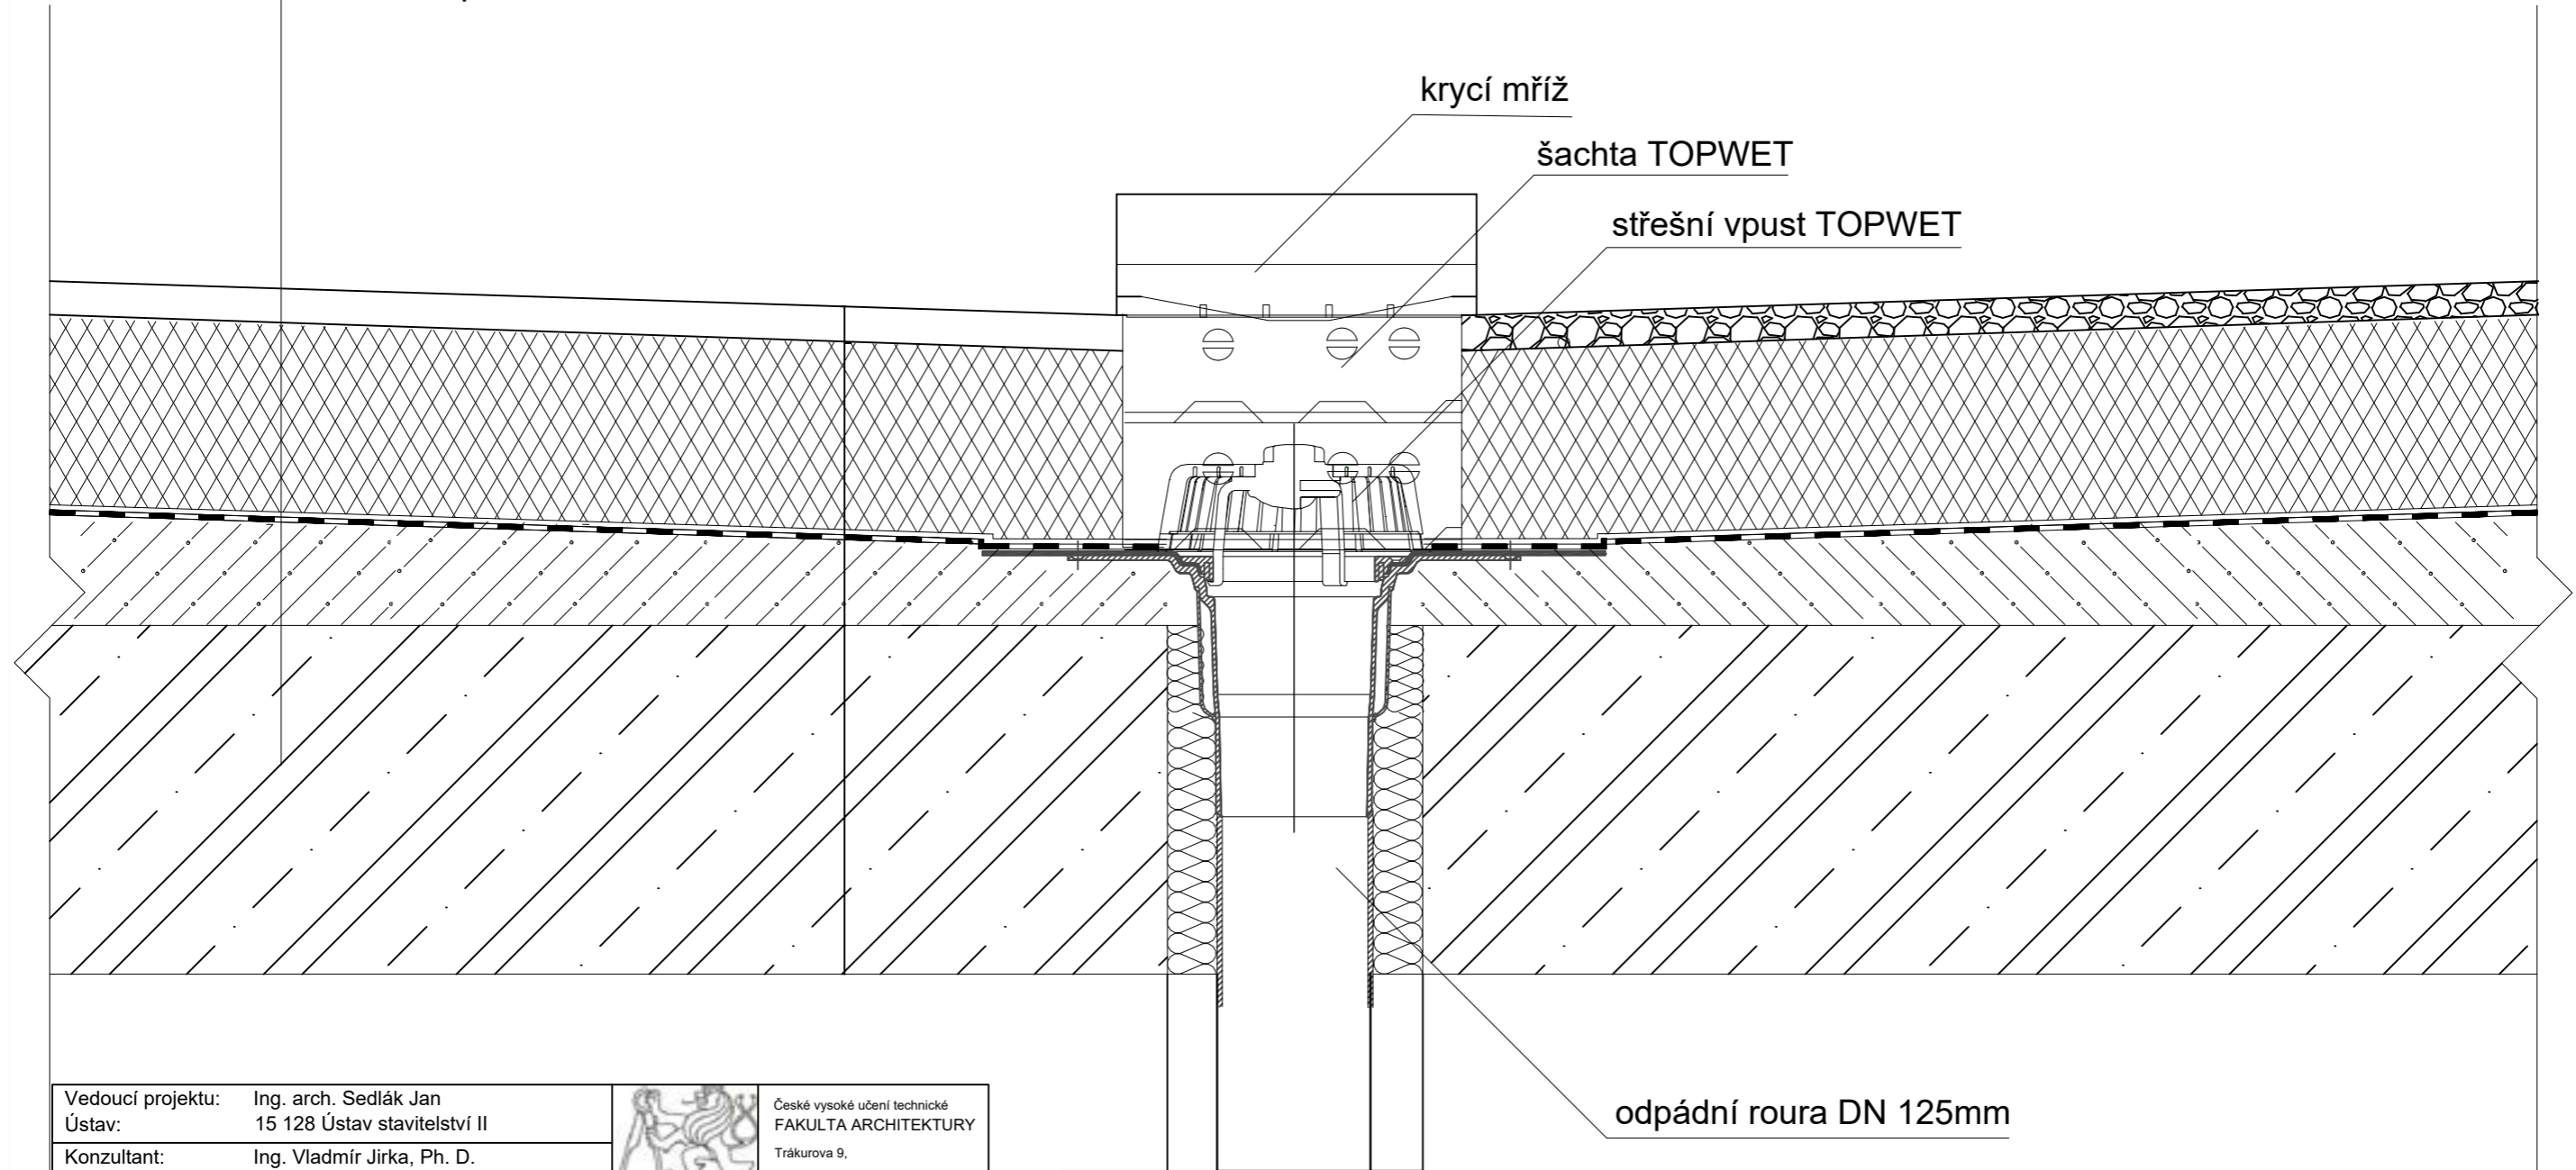 krycí mříž
šachta TOPWET
střešní vpust TOPWET
odpádní roura DN 125mm
Vedoucí projektu: Ing. arch. Sedlák Jan
Ústav: 15 128 Ústav stavitelství II
Konzultant: Ing. Vladmír Jirka, Ph. D.
České vysoké učení technické
FAKULTA ARCHITEKTURY
Trákurova 9,